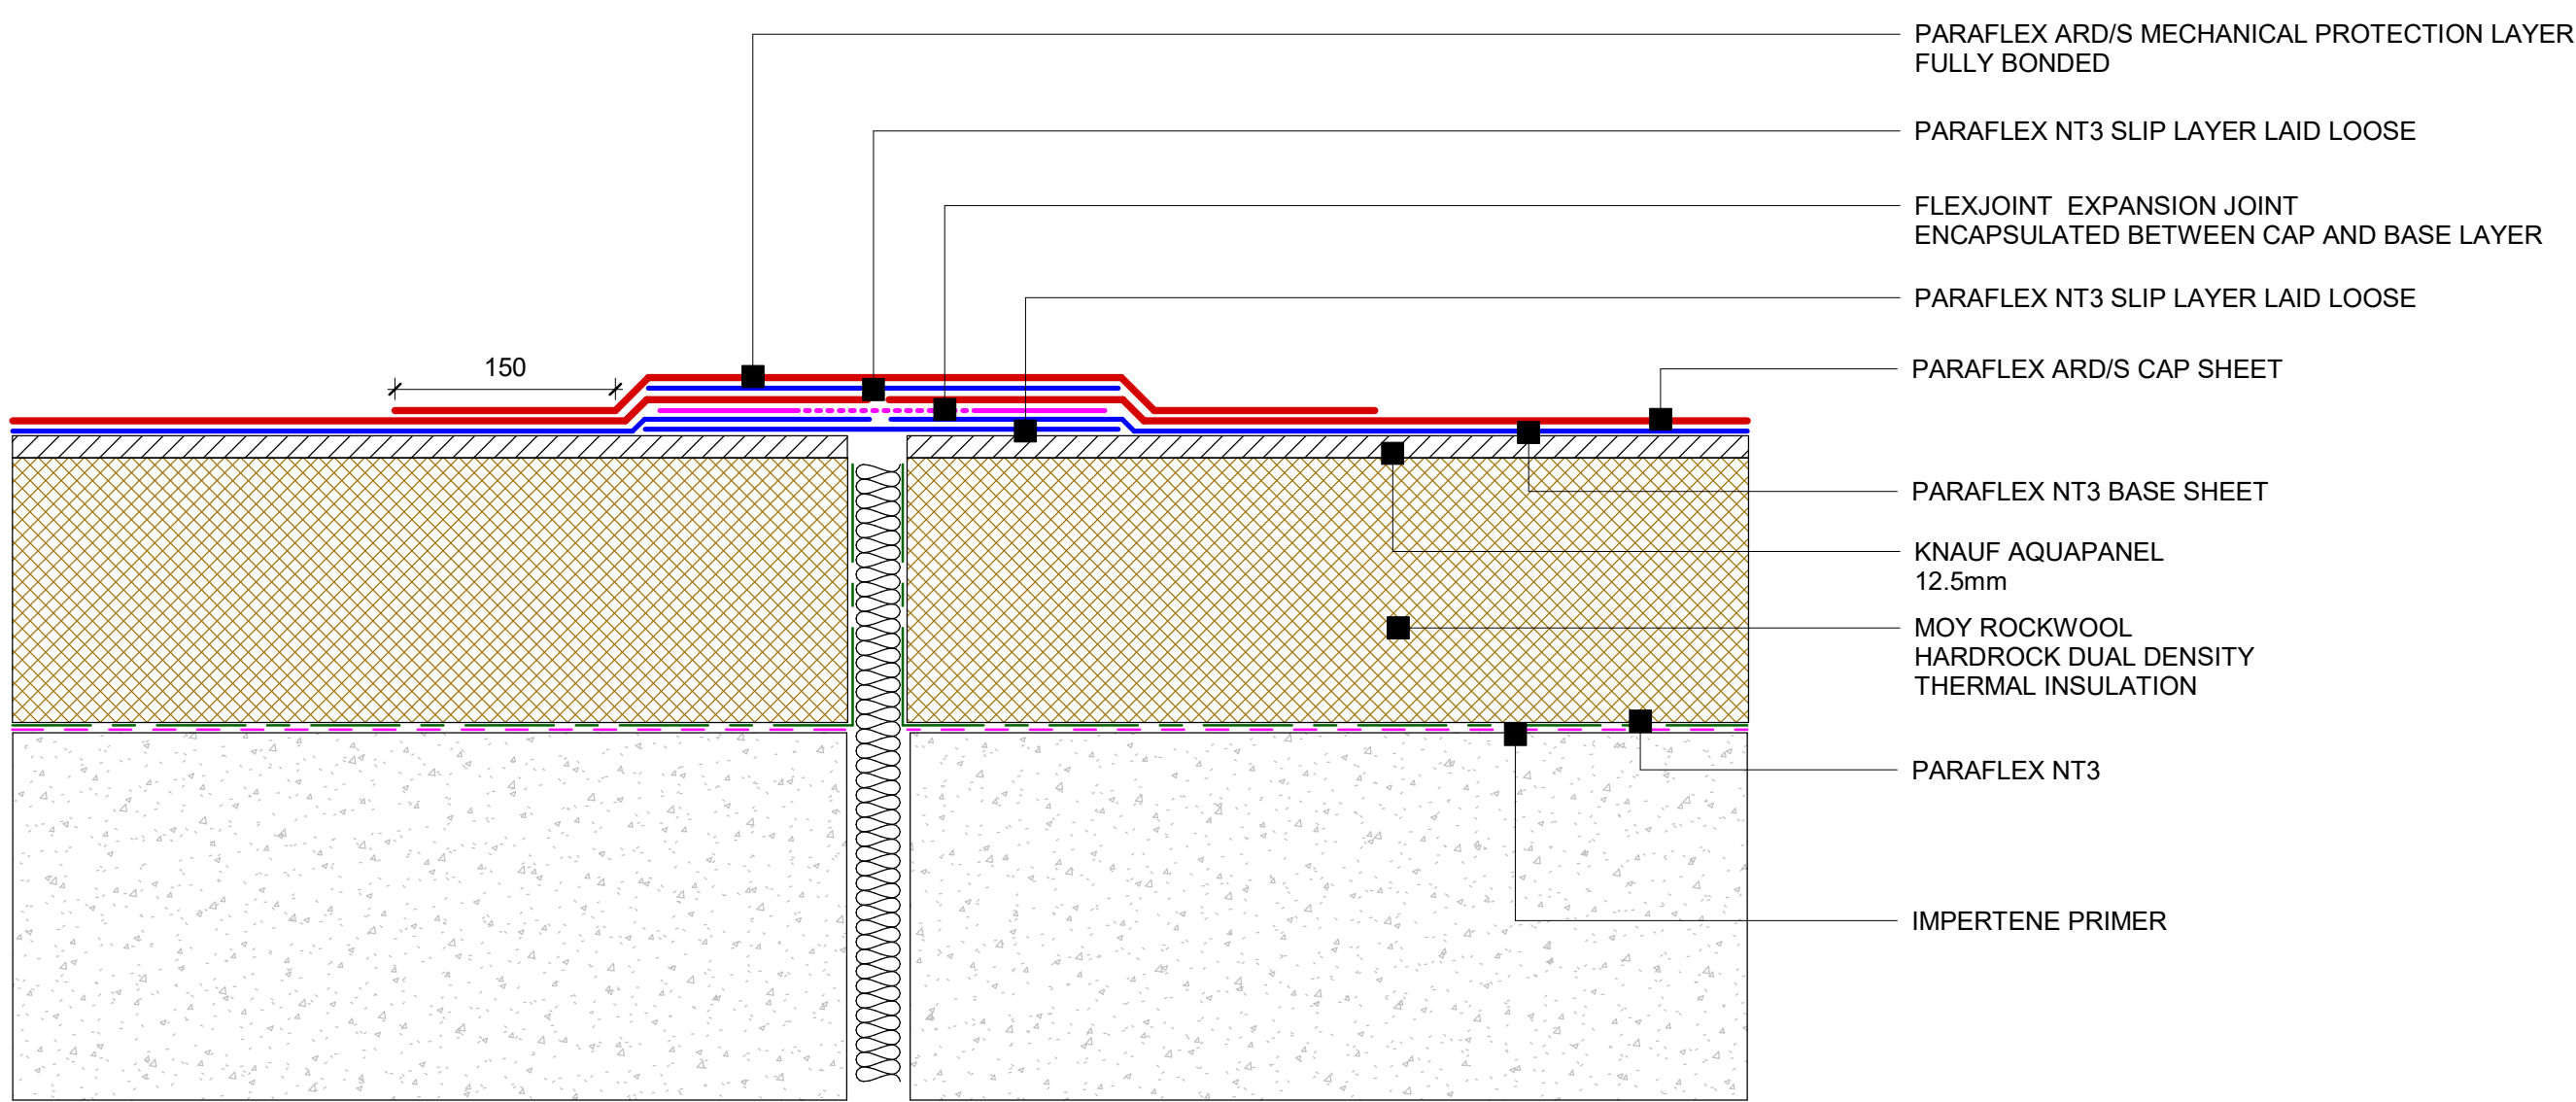 PARAFLEX ARD/S MECHANICAL PROTECTION LAYER
FULLY BONDED
PARAFLEX NT3 SLIP LAYER LAID LOOSE
FLEXJOINT  EXPANSION JOINT
ENCAPSULATED BETWEEN CAP AND BASE LAYER
PARAFLEX NT3 SLIP LAYER LAID LOOSE
150
PARAFLEX ARD/S CAP SHEET
PARAFLEX NT3 BASE SHEET
KNAUF AQUAPANEL
12.5mm
MOY ROCKWOOL
HARDROCK DUAL DENSITY
THERMAL INSULATION
PARAFLEX NT3
IMPERTENE PRIMER